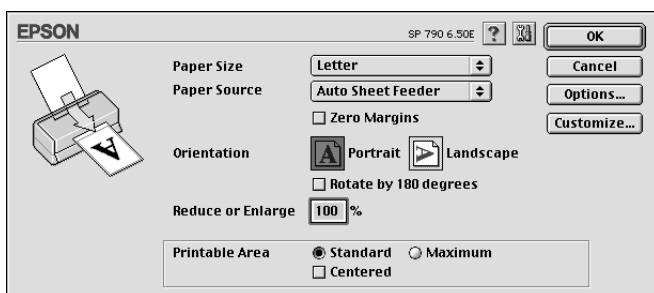 EPSON SP 790 6.50E ? OK
Paper Size Letter Cancel
Paper Source Auto Sheet Feeder Options...
Zero Margins Customize...
Orientation A Portrait A Landscape
Rotate by 180 degrees
Reduce or Enlarge 100 %
Printable Area Standard Maximum
Centered
A